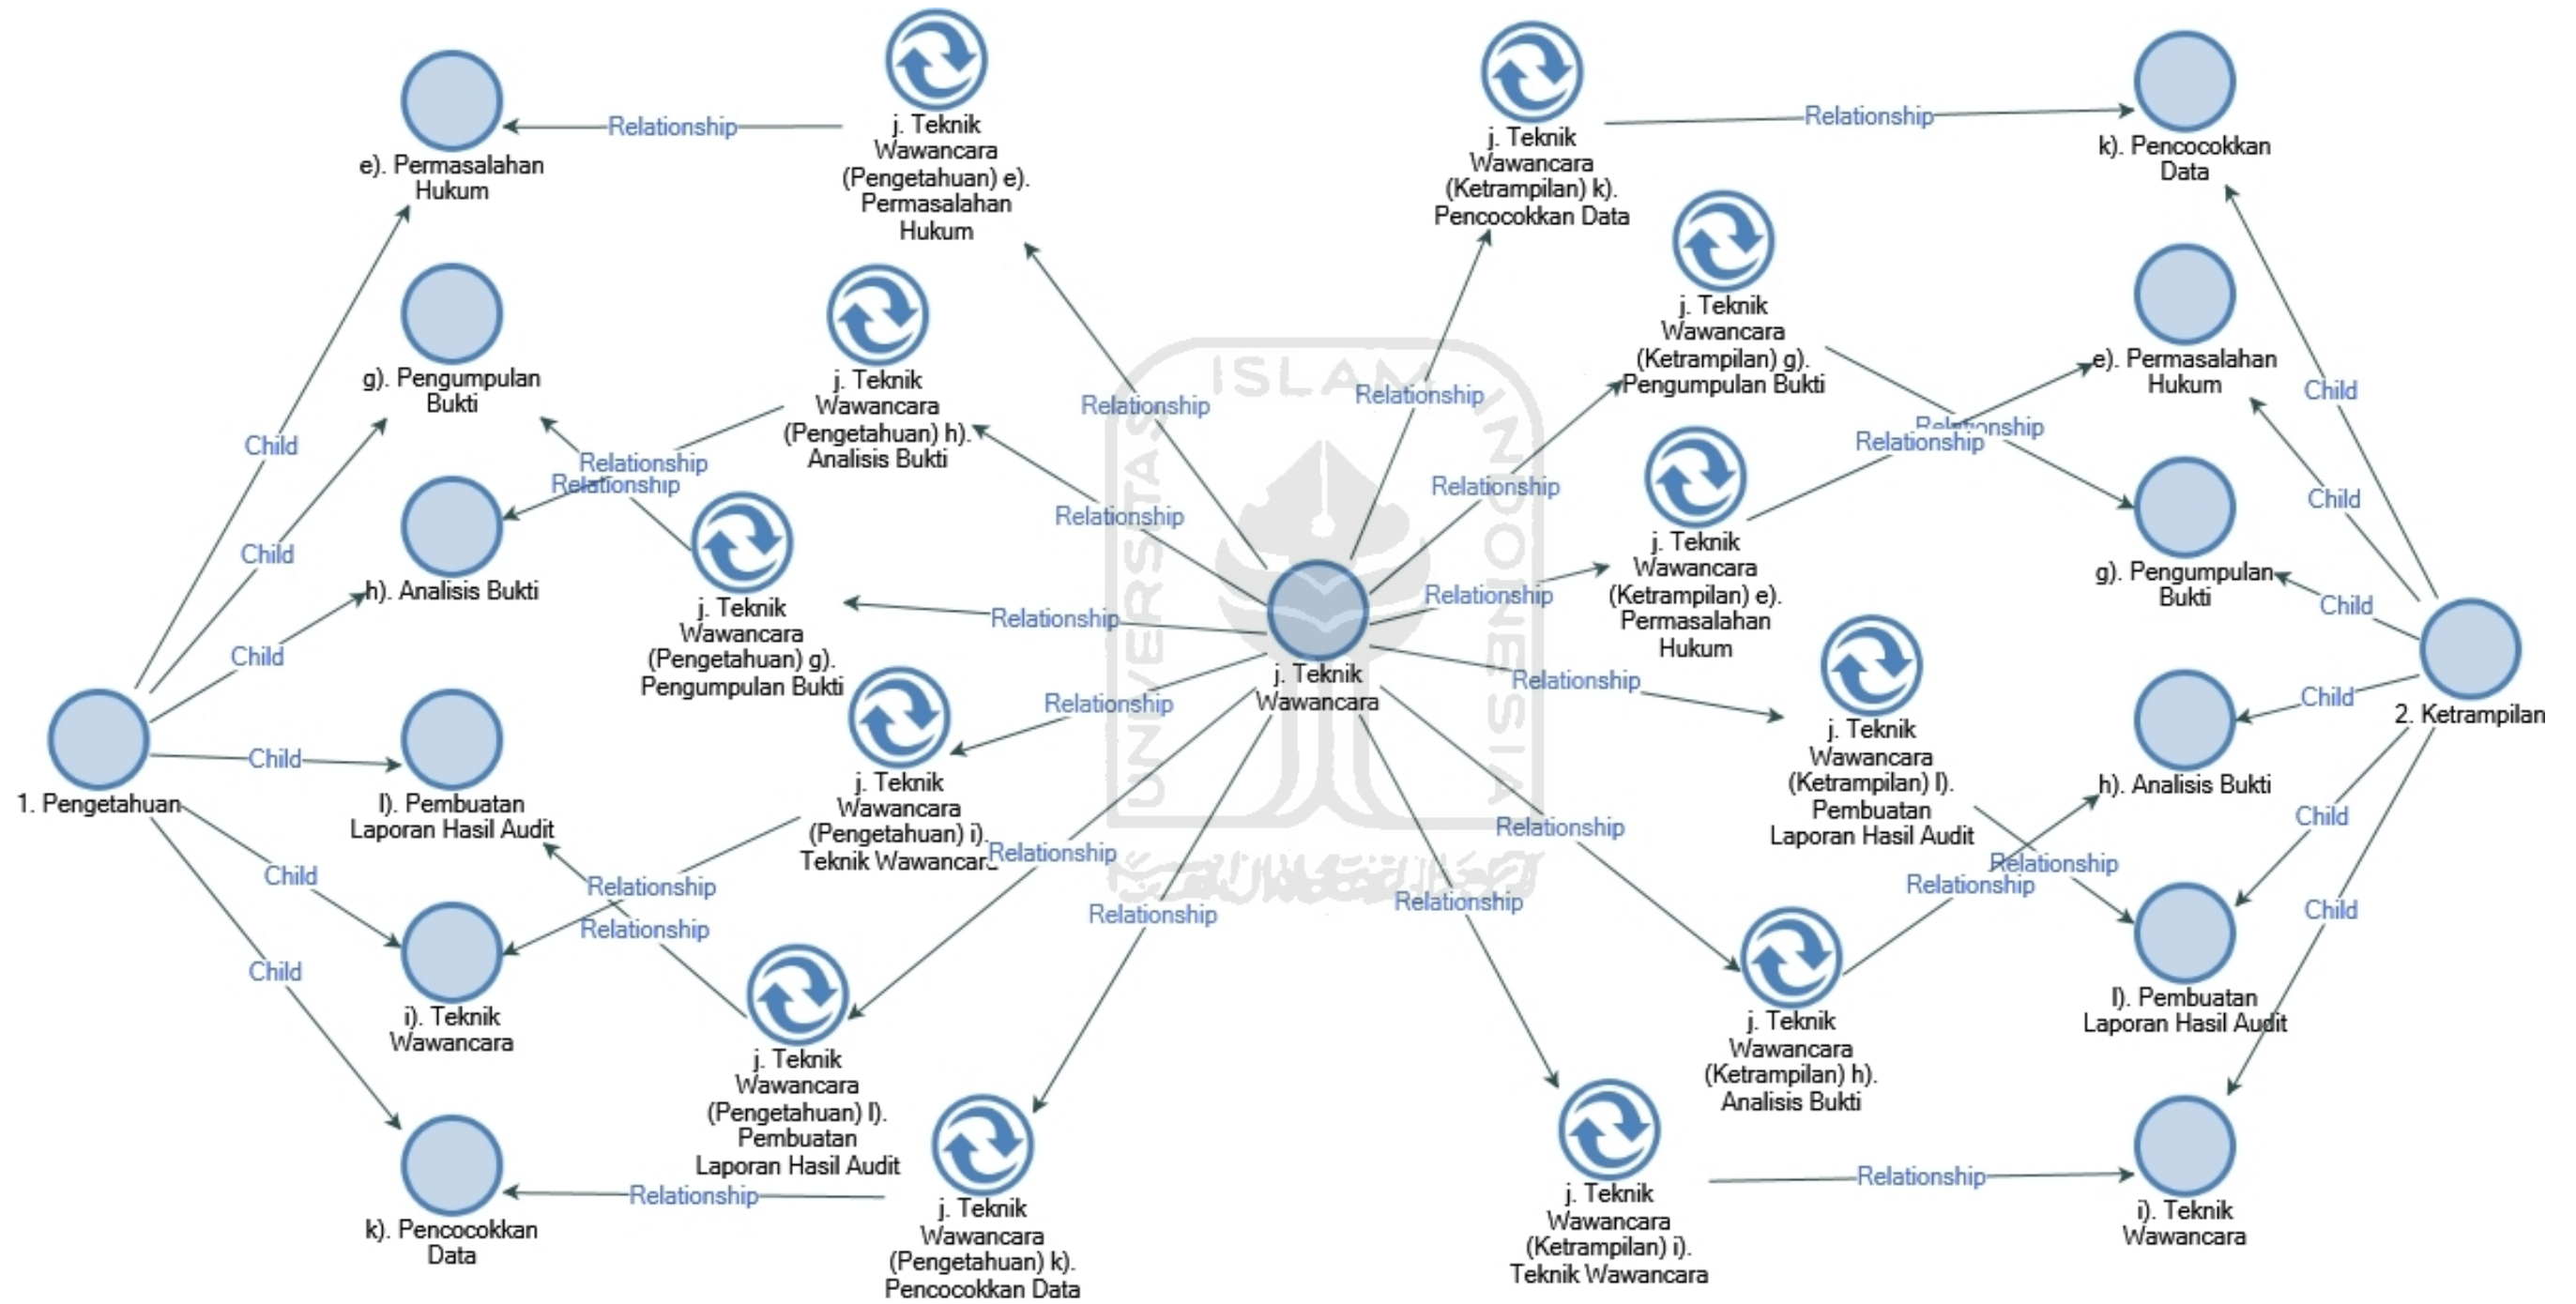 j. Teknik
Wawancara
(Pengetahuan) e).
Permasalahan
Hukum
j. Teknik
Wawancara
(Ketrampilan) k).
Pencocokkan Data
e). Permasalahan
Hukum
Relationship
Relationship
k). Pencocokkan
Data
j. Teknik
Wawancara
(Ketrampilan) g).
Pengumpulan Bukti
g). Pengumpulan
Bukti
j. Teknik
Wawancara
(Pengetahuan) h).
Analisis Bukti
e). Permasalahan
Hukum
Relationship
Relationship
Child
Child
Relationship
Relationship
Relationship
Relationship
Relationship
Relationship
Child
Child
Relationship
h). Analisis Bukti
j. Teknik
Wawancara
(Pengetahuan) g).
Pengumpulan Bukti
Relationship
Relationship
j. Teknik
Wawancara
(Ketrampilan) e).
Permasalahan
Hukum
g). Pengumpulan
Bukti
Child
Child
j. Teknik
Wawancara
Relationship
Relationship
Child
2. Ketrampilan
1. Pengetahuan
Child
l). Pembuatan
Laporan Hasil Audit
j. Teknik
Wawancara
(Pengetahuan) i).
Teknik Wawancara
j. Teknik
Wawancara
(Ketrampilan) l).
Pembuatan
Laporan Hasil Audit
h). Analisis Bukti
Child
Relationship
Relationship
Child
Relationship
Relationship
Relationship
Relationship
Relationship
Relationship
Child
Child
i). Teknik
Wawancara
j. Teknik
Wawancara
(Pengetahuan) l).
Pembuatan
Laporan Hasil Audit
j. Teknik
Wawancara
(Ketrampilan) h).
Analisis Bukti
l). Pembuatan
Laporan Hasil Audit
k). Pencocokkan
Data
Relationship
j. Teknik
Wawancara
(Pengetahuan) k).
Pencocokkan Data
j. Teknik
Wawancara
(Ketrampilan) i).
Teknik Wawancara
Relationship
i). Teknik
Wawancara
UNIVERSITAS
ISLAM
INDONESIA